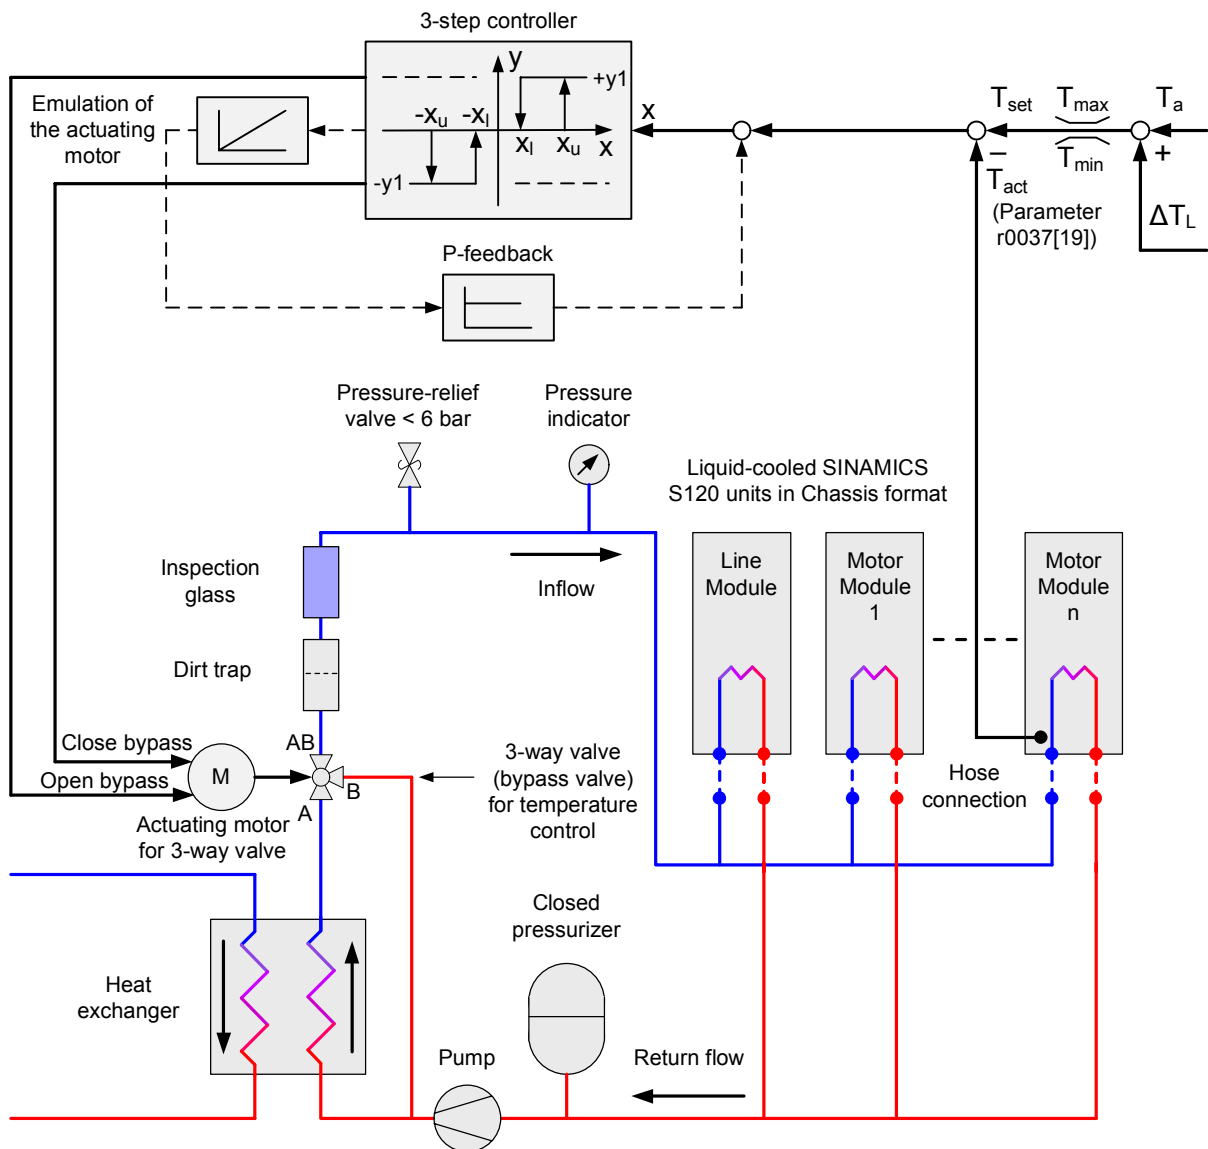 3-step controller
Emulation of
the actuating
motor
y
+y1
-xu
-xl
xl
xu
x
-y1
x
Tset
Tmax
Ta
Tmin
+
−
Tact
(Parameter
r0037[19])
ΔTL
P-feedback
Pressure-relief
valve < 6 bar
Pressure
indicator
Liquid-cooled SINAMICS
S120 units in Chassis format
Inspection
glass
Inflow
Line
Module
Motor
Module
1
Motor
Module
n
Dirt trap
Close bypass
AB
Open bypass
M
B
A
3-way valve
(bypass valve)
for temperature
control
Hose
connection
Actuating motor
for 3-way valve
Closed
pressurizer
Heat
exchanger
Pump
Return flow